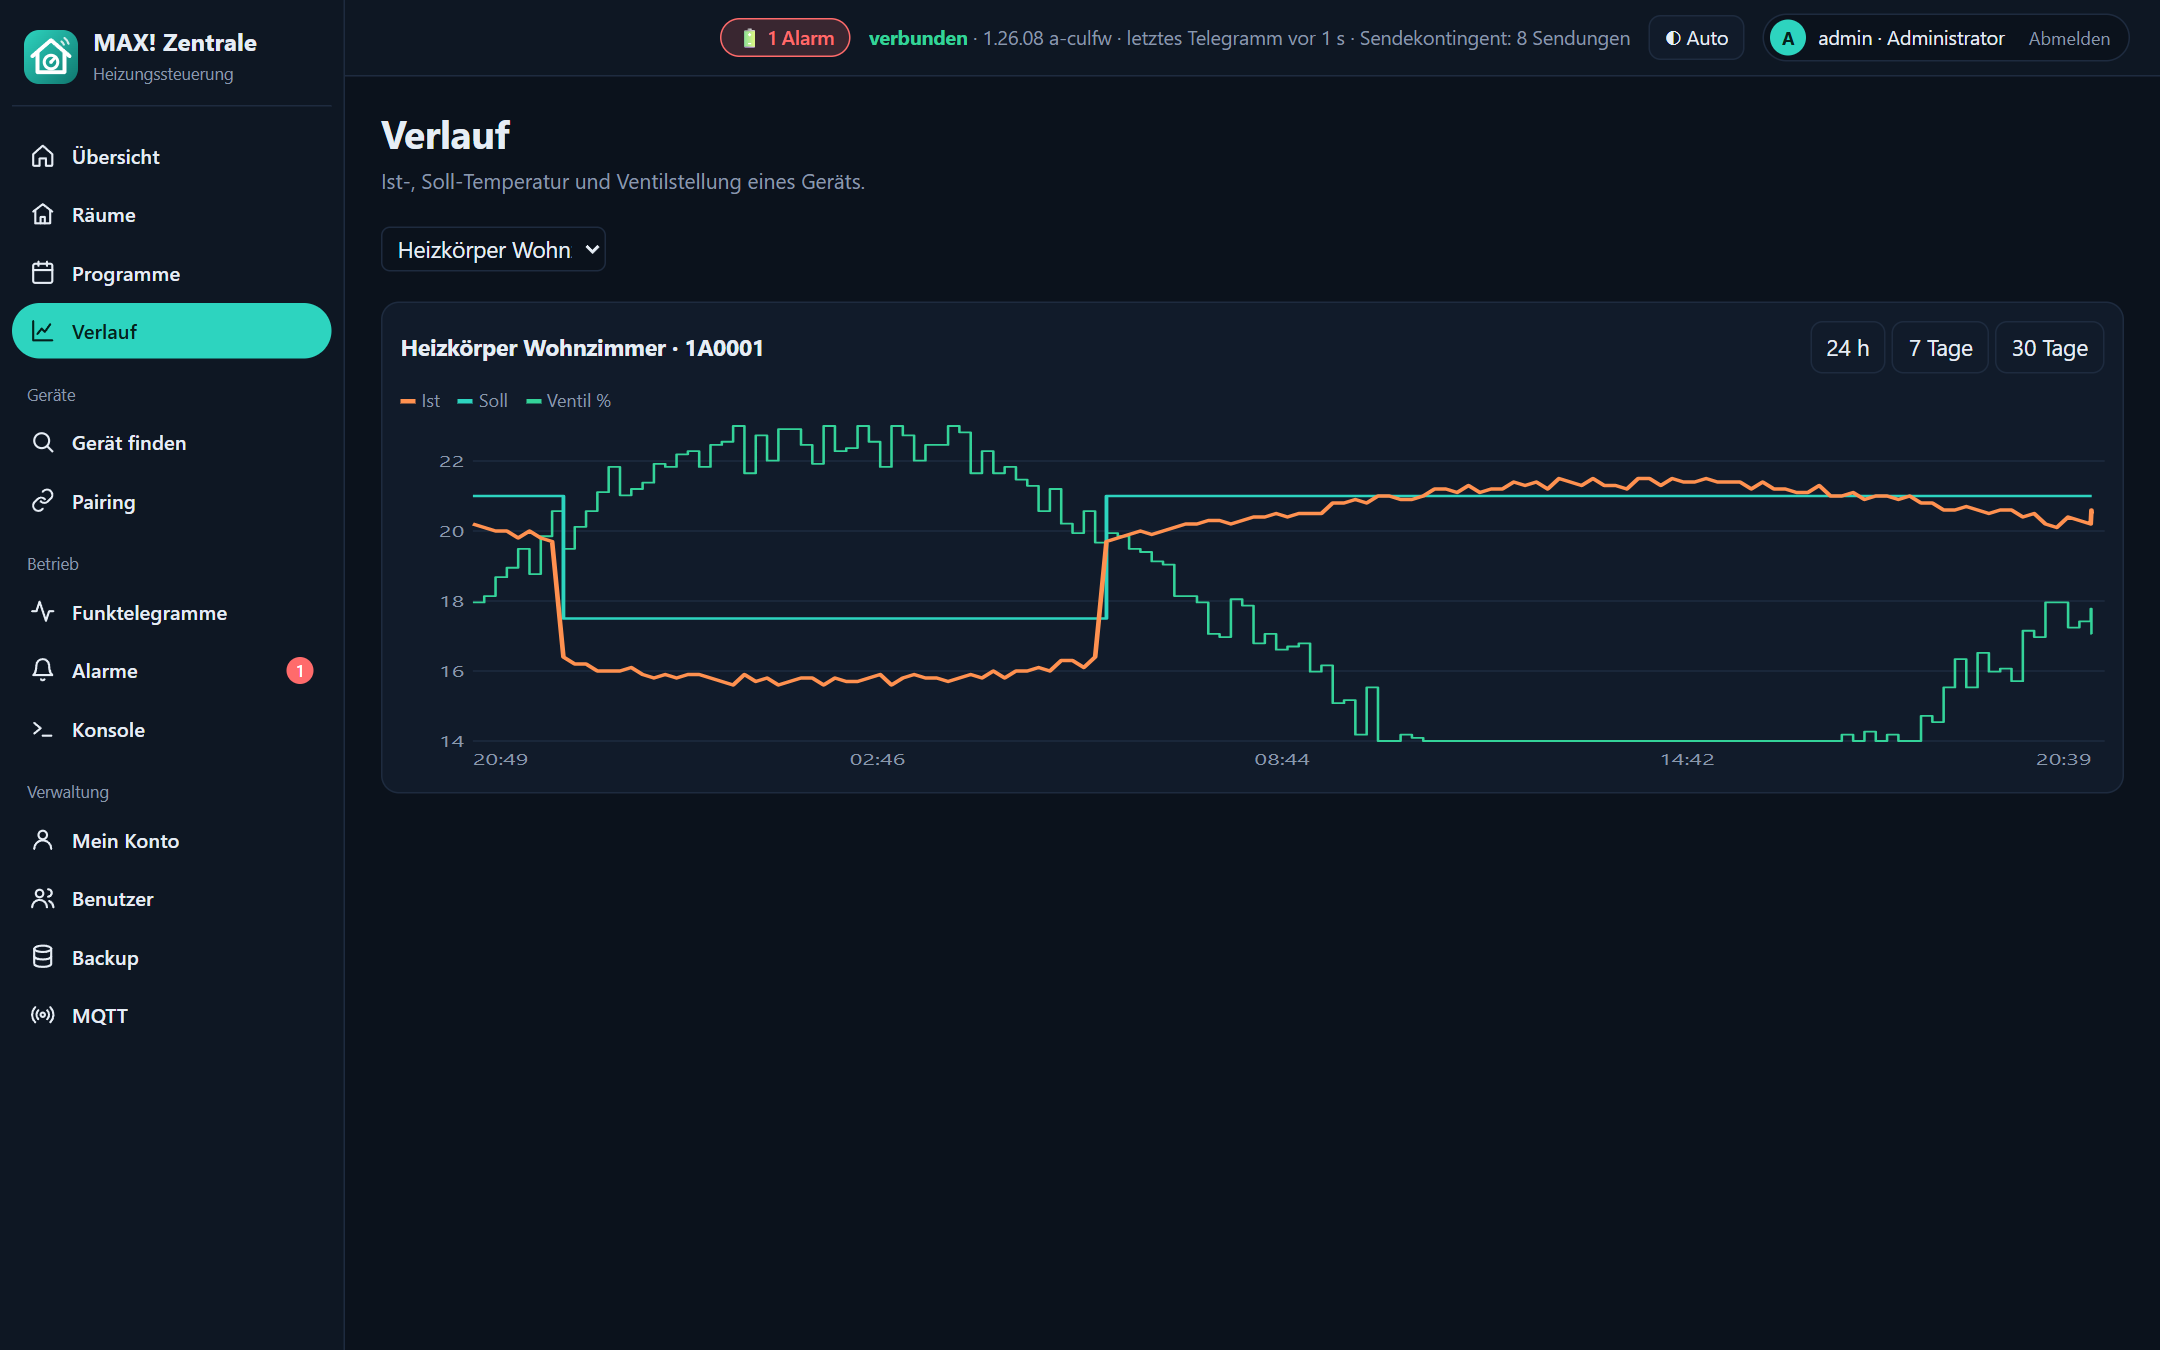 MAX! Zentrale
Heizungssteuerung
Übersicht
Räume
Programme
Verlauf
Geräte
Gerät finden
Pairing
Betrieb
Funktelegramme
Alarme 1
Konsole
Verwaltung
Mein Konto
Benutzer
Backup
MQTT
1 Alarm verbunden · 1.26.08 a-culfw · letztes Telegramm vor 1 s · Sendekontingent: 8 Sendungen Auto A admin · Administrator Abmelden
Verlauf
Ist-, Soll-Temperatur und Ventilstellung eines Geräts.
Heizkörper Wohn
Heizkörper Wohnzimmer · 1A0001 24 h 7 Tage 30 Tage
Ist Soll Ventil %
22
20
18
16
14
20:49 02:46 08:44 14:42 20:39